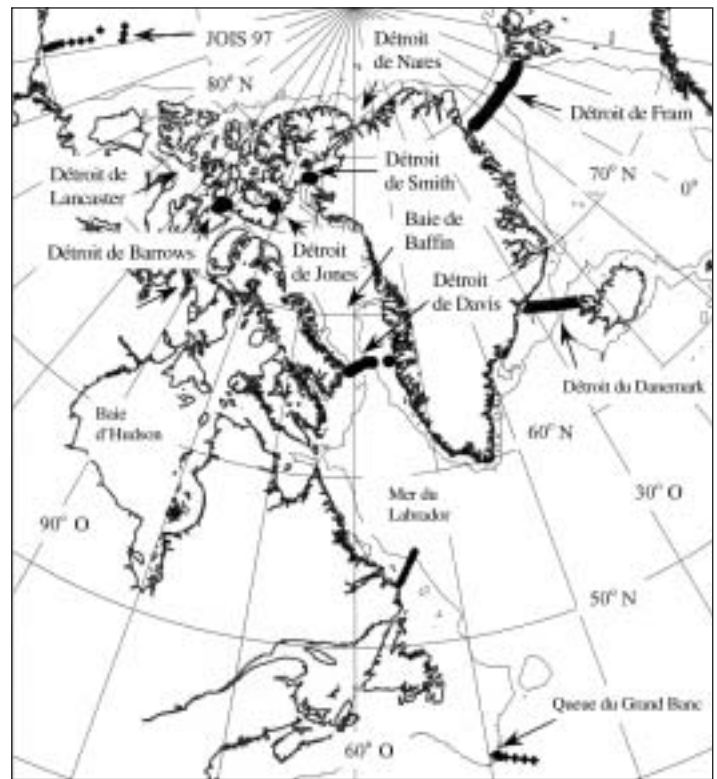 JOIS 97
Détroit
de Nares
80° N
Détroit de Fram
Détroit de
Lancaster
Détroit
de Smith
70° N
0°
Baie de
Baffin
Détroit de Barrows
Détroit
de Jones
Détroit
de Davis
Détroit du Danemark
Baie
d'Hudson
60° N
Mer du
Labrador
30° O
90° O
50° N
Queue du Grand Banc
60° O